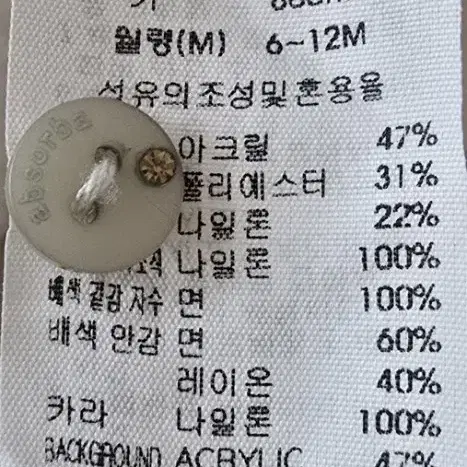 월령(M) 6~12M
섬유의조성및혼용율
아크릴 47%
폴리에스터 31%
나일론 22%
나일론 100%
배색 겉감 자수 면 100%
배색 안감 면 60%
레이온 40%
카라 나일론 100%
BACKGROUND ACRYLIC 47%
absorba